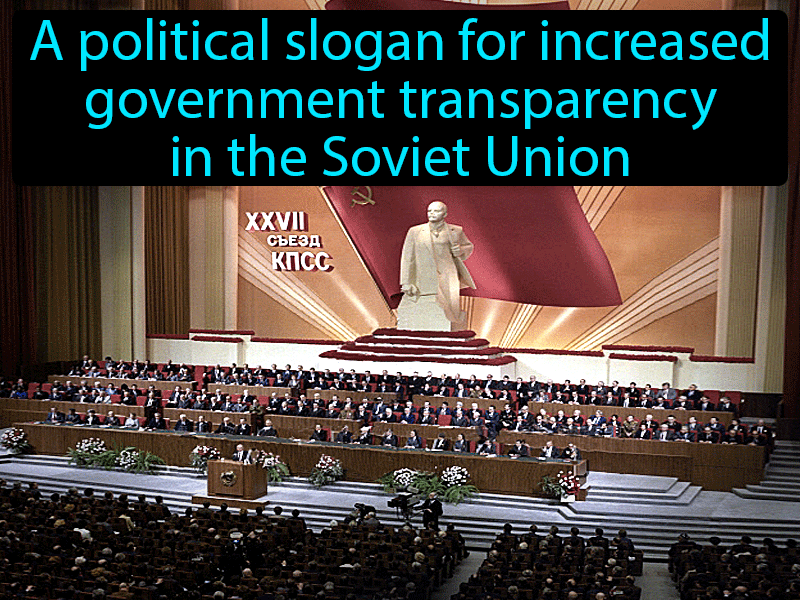 A political slogan for increased
government transparency
in the Soviet Union
XXVII
СЪЕЗД
КПСС